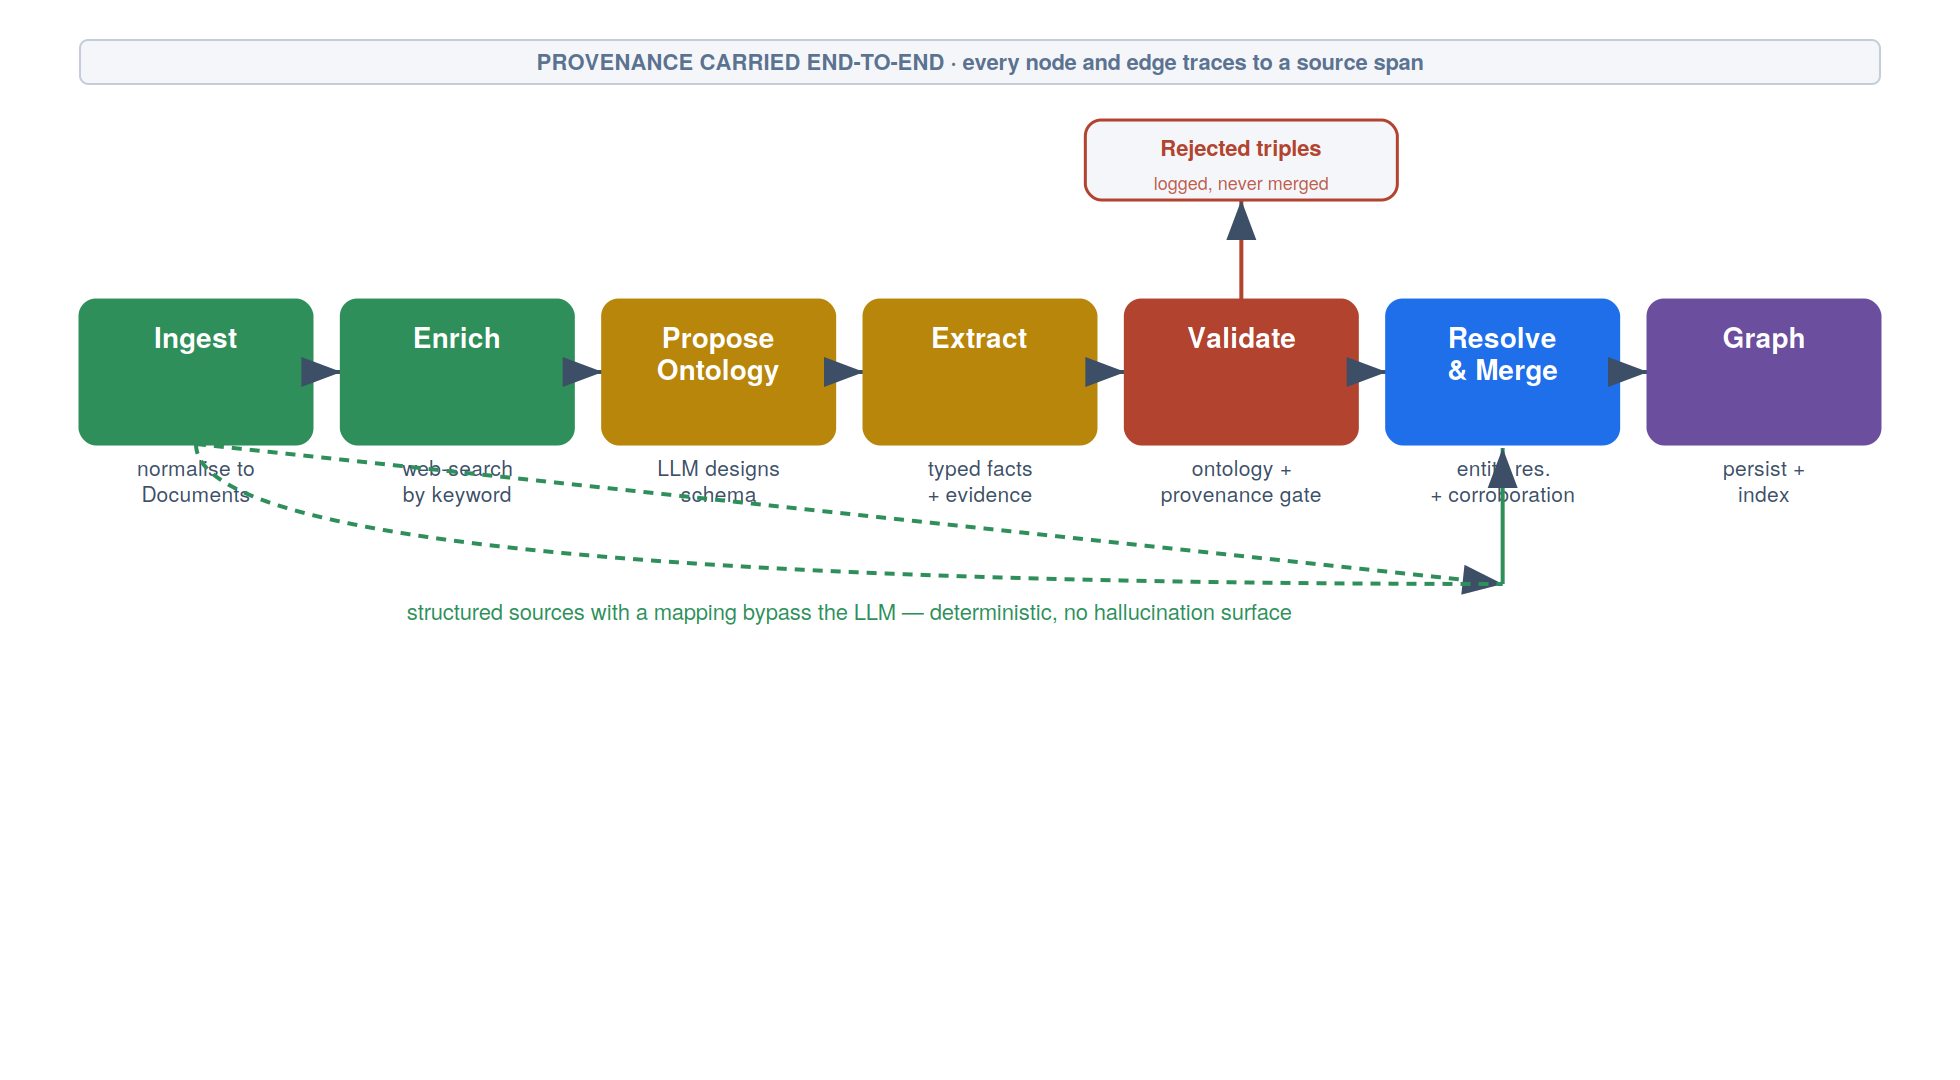 PROVENANCE CARRIED END-TO-END · every node and edge traces to a source span
Rejected triples
logged, never merged
Ingest
Enrich
Propose
Ontology
Extract
Validate
Resolve
& Merge
Graph
normalise to
Documents
web-search
by keyword
LLM designs
schema
typed facts
+ evidence
ontology +
provenance gate
entity res.
+ corroboration
persist +
index
structured sources with a mapping bypass the LLM — deterministic, no hallucination surface